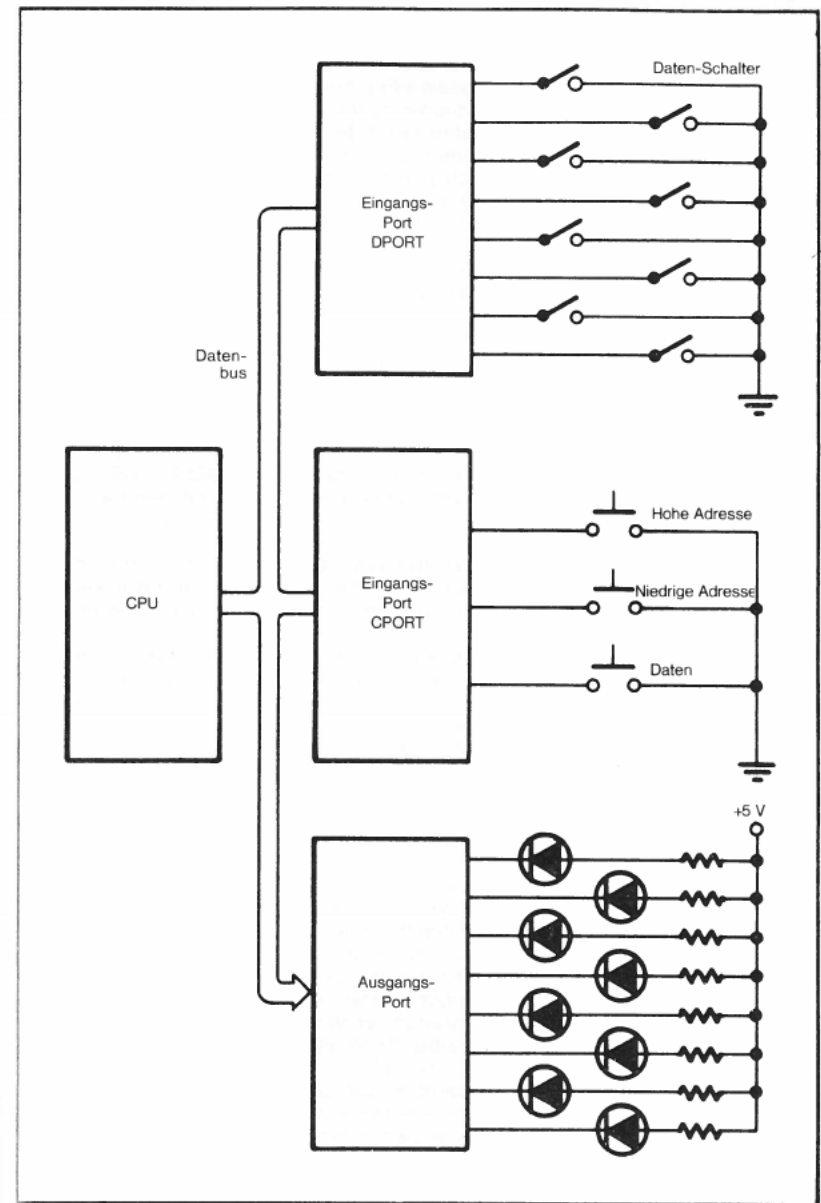 Daten-Schalter
Eingangs-
Port
DPORT
Daten-
bus
CPU
Eingangs-
Port
CPORT
Hohe Adresse
Niedrige Adresse
Daten
+5 V
Ausgangs-
Port